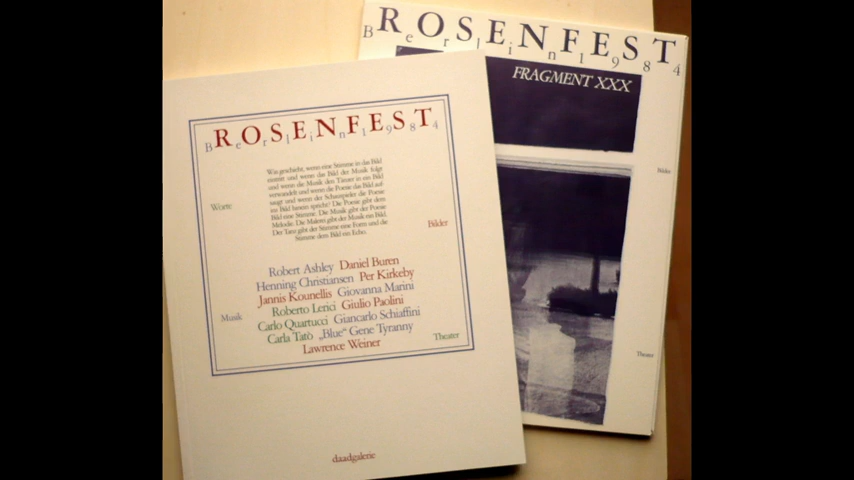 ROSENFEST
Berlin 1984
Was geschieht, wenn eine Stimme in das Bild
eintritt und wenn das Bild der Musik folgt
und wenn die Musik den Tänzer in ein Bild
verwandelt und wenn die Poesie das Bild auf-
saugt und wenn der Schauspieler die Poesie
ins Bild hinein spricht? Die Poesie gibt dem
Bild eine Stimme. Die Musik gibt der Poesie
Melodie. Die Malerei gibt der Musik ein Bild.
Der Tanz gibt der Stimme eine Form und die
Stimme dem Bild ein Echo.
Worte
Bilder
Robert Ashley Daniel Buren
Henning Christiansen Per Kirkeby
Jannis Kounellis Giovanna Marini
Roberto Lerici Giulio Paolini
Carlo Quartucci Giancarlo Schiaffini
Carla Tatò „Blue“ Gene Tyranny
Lawrence Weiner
Musik
Theater
daadgalerie
ROSENFEST
Berlin 1984
FRAGMENT XXX
Bilder
Theater